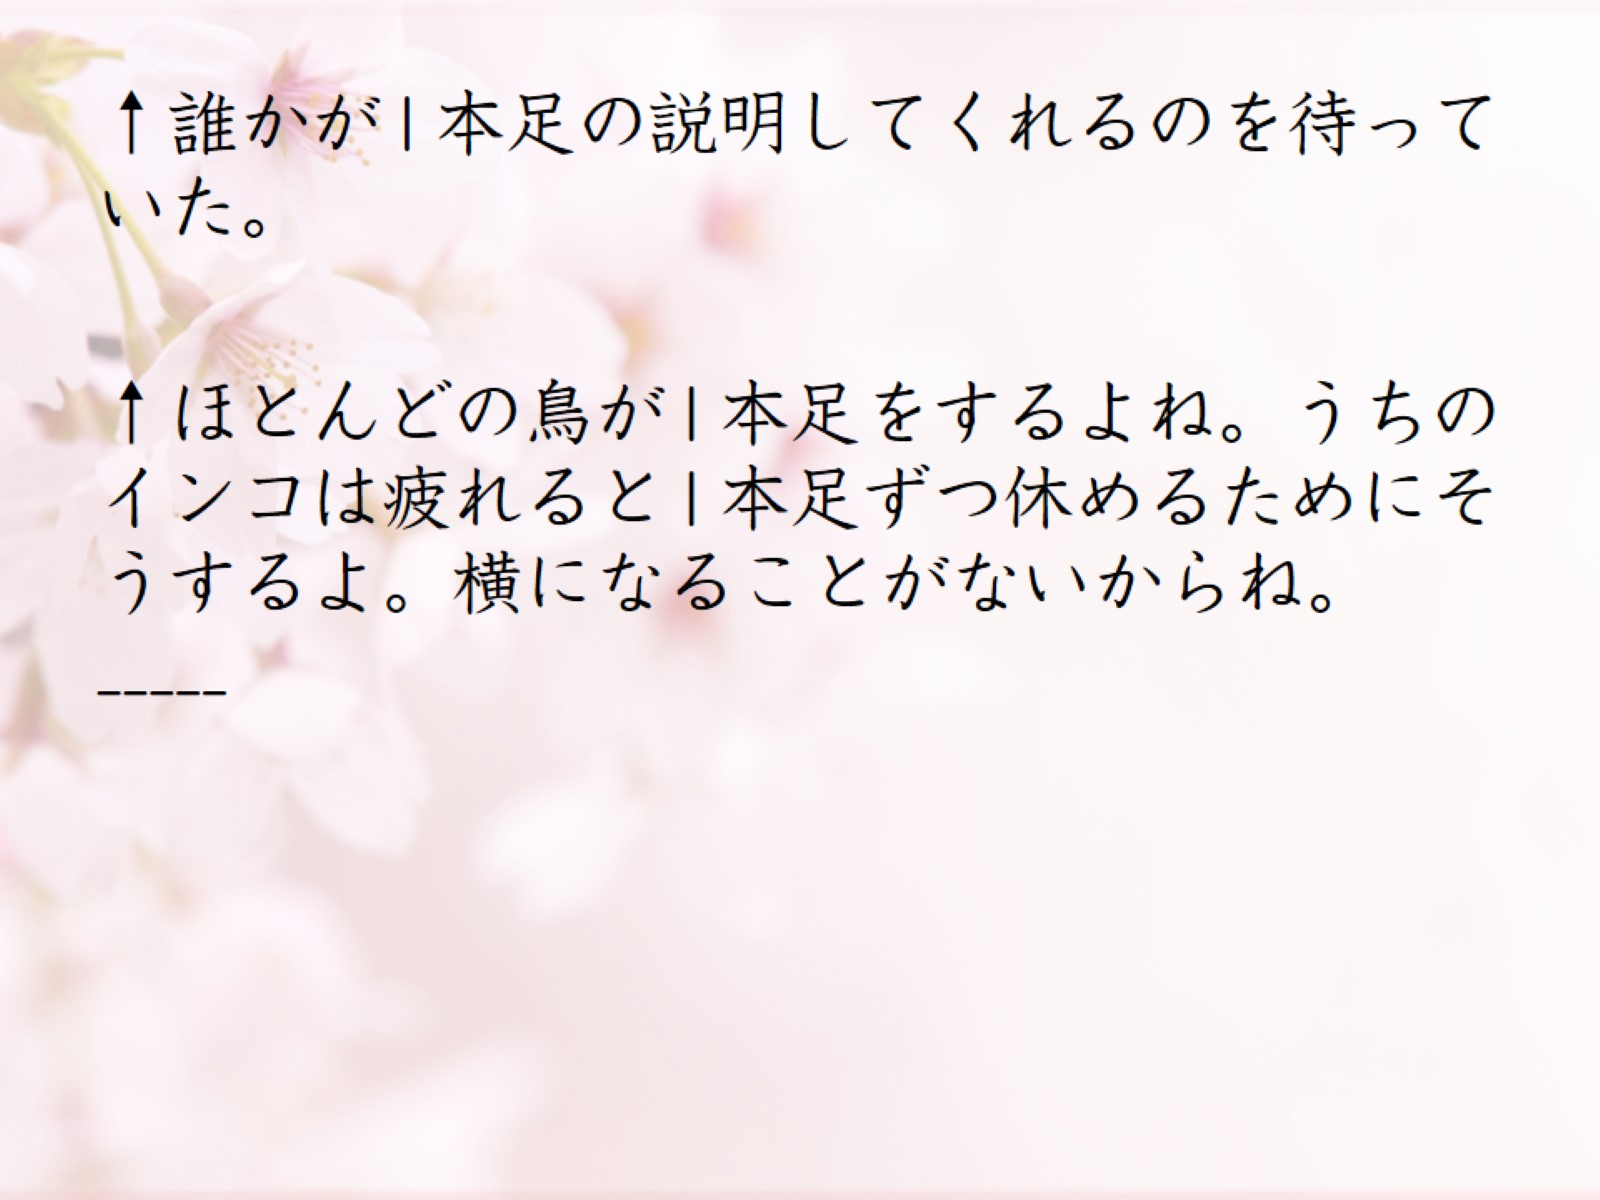 ↑誰かが1本足の説明してくれるのを待って
いた。
↑ほとんどの鳥が1本足をするよね。うちの
インコは疲れると1本足ずつ休めるためにそ
うするよ。横になることがないからね。
-----